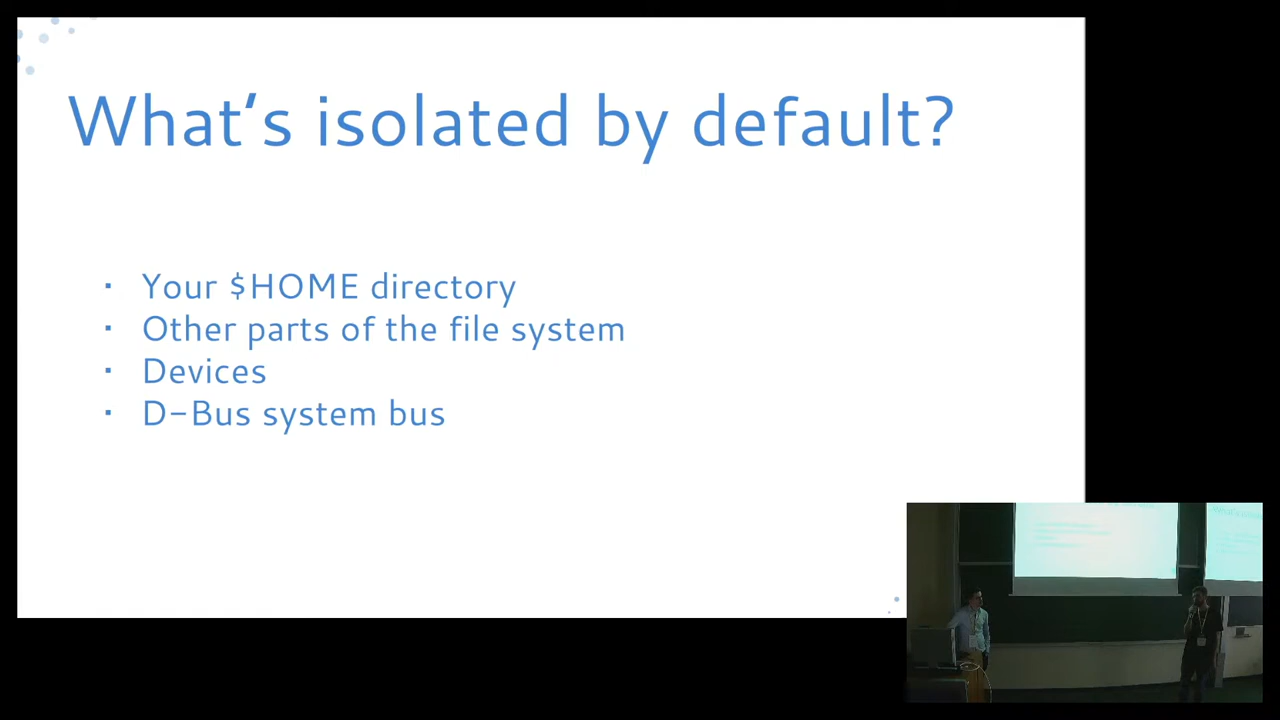 What's isolated by default?
· Your $HOME directory
· Other parts of the file system
· Devices
· D-Bus system bus